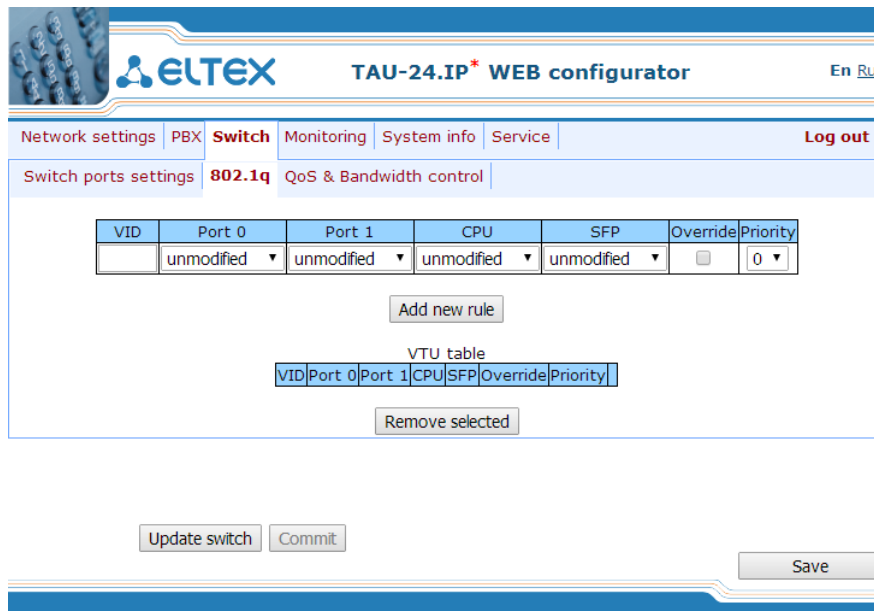 ELTEX
TAU-24.IP* WEB configurator
En Ru
Network settings PBX Switch Monitoring System info Service Log out
Switch ports settings 802.1q QoS & Bandwidth control
VID Port 0 Port 1 CPU SFP Override Priority
unmodified unmodified unmodified unmodified 0
Add new rule
VTU table
VID Port 0 Port 1 CPU SFP Override Priority
Remove selected
Update switch Commit
Save